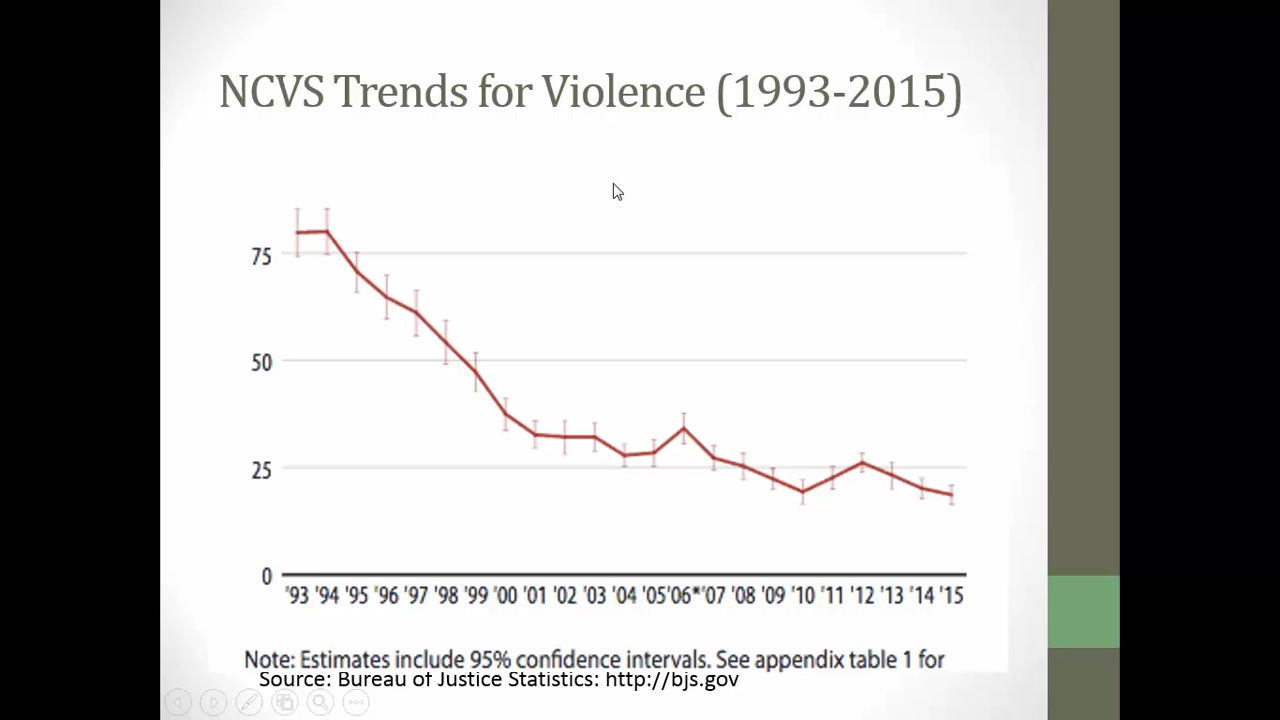 NCVS Trends for Violence (1993-2015)
75
50
25
0
'93 '94 '95 '96 '97 '98 '99 '00 '01 '02 '03 '04 '05'06*'07 '08 '09 '10 '11 '12 '13 '14 '15
Note: Estimates include 95% confidence intervals. See appendix table 1 for
Source: Bureau of Justice Statistics: http://bjs.gov